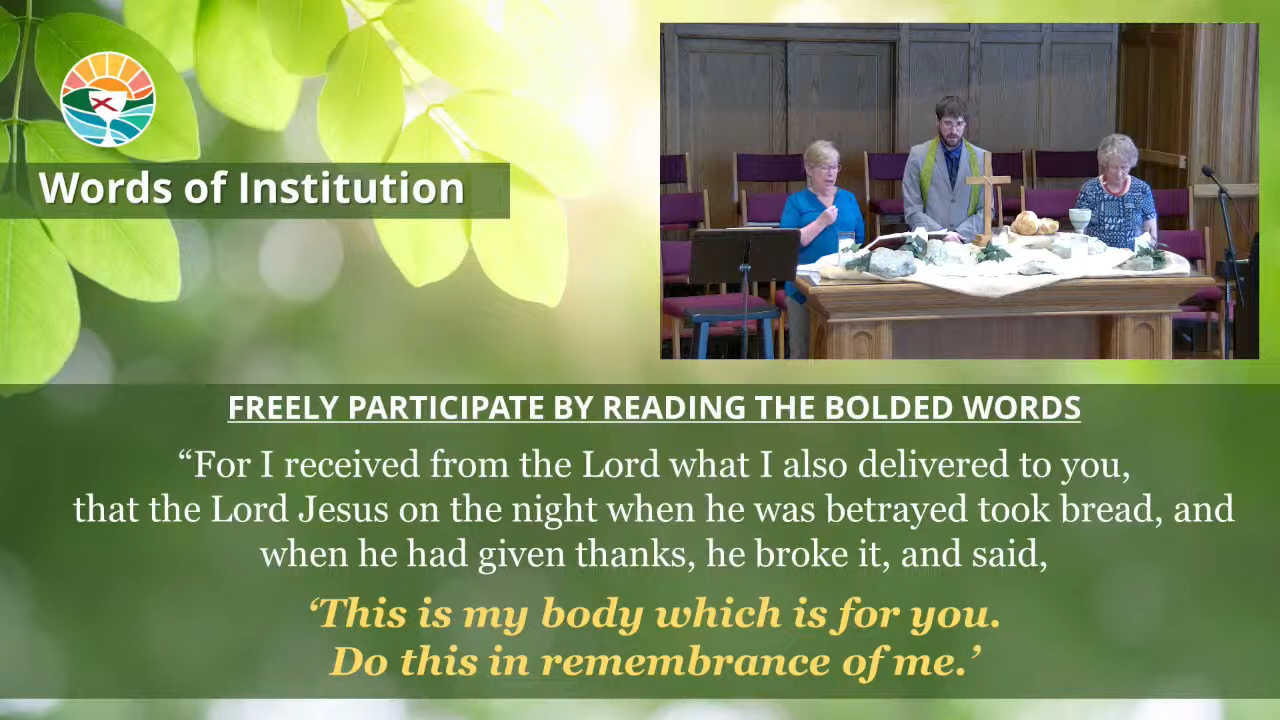 Words of Institution
FREELY PARTICIPATE BY READING THE BOLDED WORDS
“For I received from the Lord what I also delivered to you,
that the Lord Jesus on the night when he was betrayed took bread, and
when he had given thanks, he broke it, and said,
‘This is my body which is for you.
Do this in remembrance of me.’